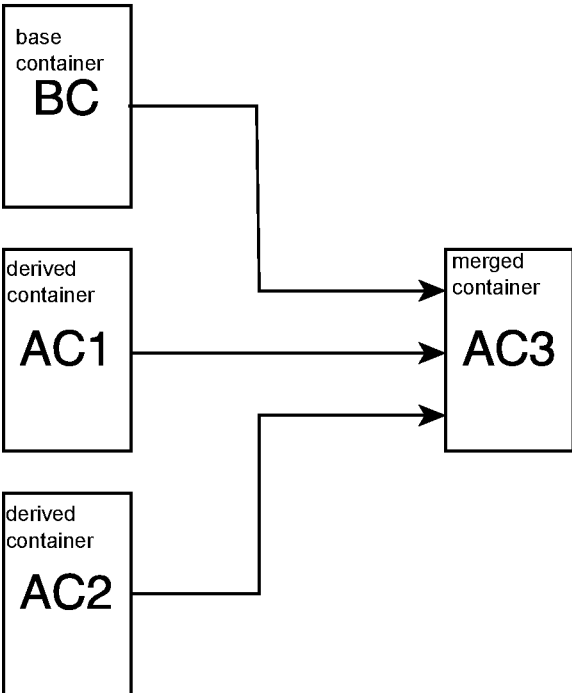 base
container
BC
derived
container
AC1
merged
container
AC3
derived
container
AC2